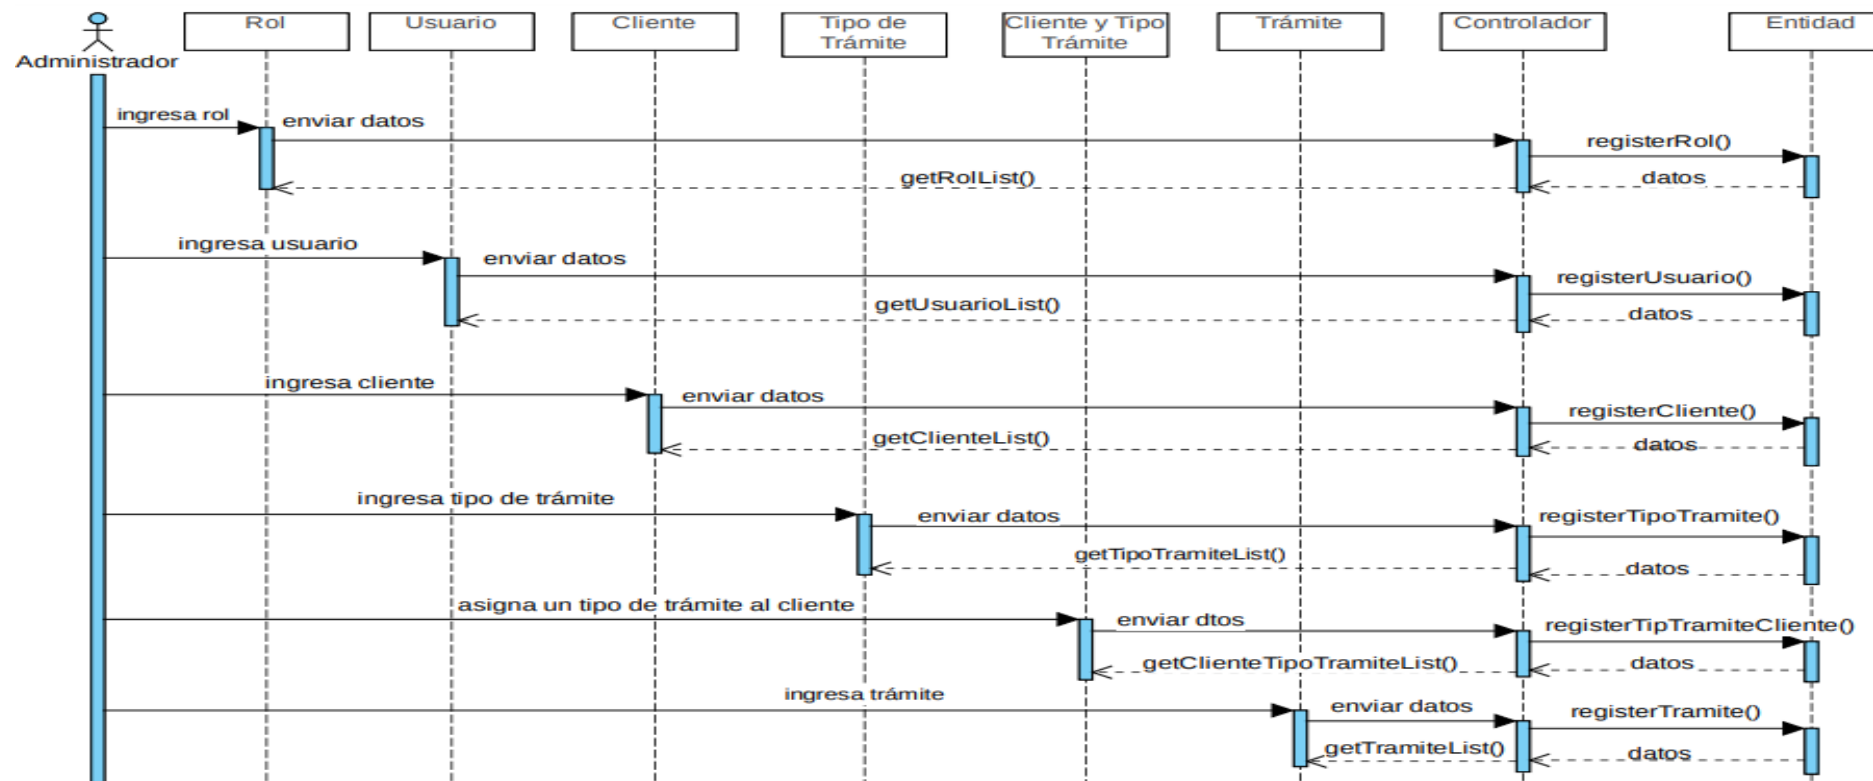 Administrador
Rol
Usuario
Cliente
Tipo de
Trámite
Cliente y Tipo
Trámite
Trámite
Controlador
Entidad
ingresa rol
enviar datos
registerRol()
getRolList()
datos
ingresa usuario
enviar datos
registerUsuario()
getUsuarioList()
datos
ingresa cliente
enviar datos
registerCliente()
getClienteList()
datos
ingresa tipo de trámite
enviar datos
registerTipoTramite()
getTipoTramiteList()
datos
asigna un tipo de trámite al cliente
enviar dtos
registerTipTramiteCliente()
getClienteTipoTramiteList()
datos
ingresa trámite
enviar datos
registerTramite()
getTramiteList()
datos